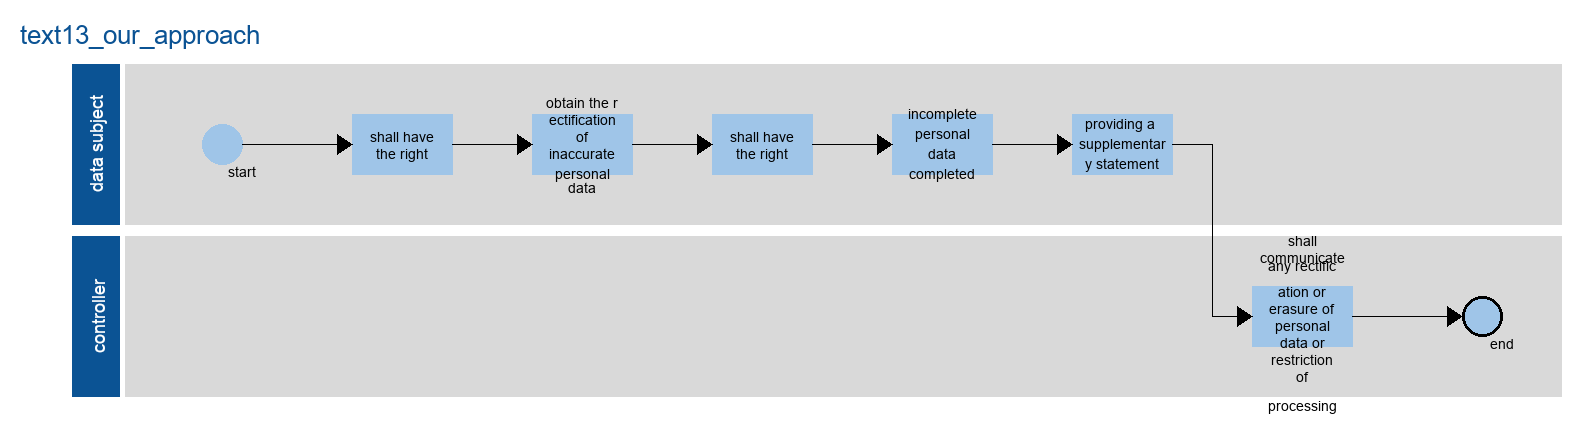 text13_our_approach
data subject
start
shall have
the right
obtain the r
ectification
of
inaccurate
personal
data
shall have
the right
incomplete
personal
data
completed
providing a
supplementar
y statement
controller
shall
communicate
any rectific
ation or
erasure of
personal
data or
restriction
of
processing
end